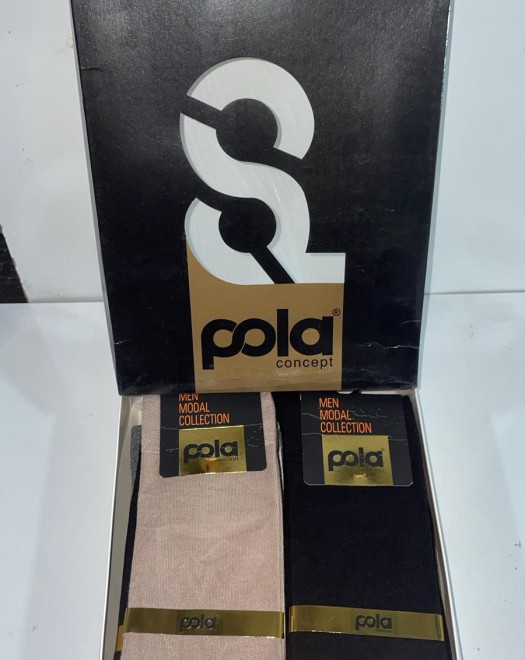 pola®
concept
MEN
MODAL
COLLECTION
pola
MEN
MODAL
COLLECTION
pola
pola
pola